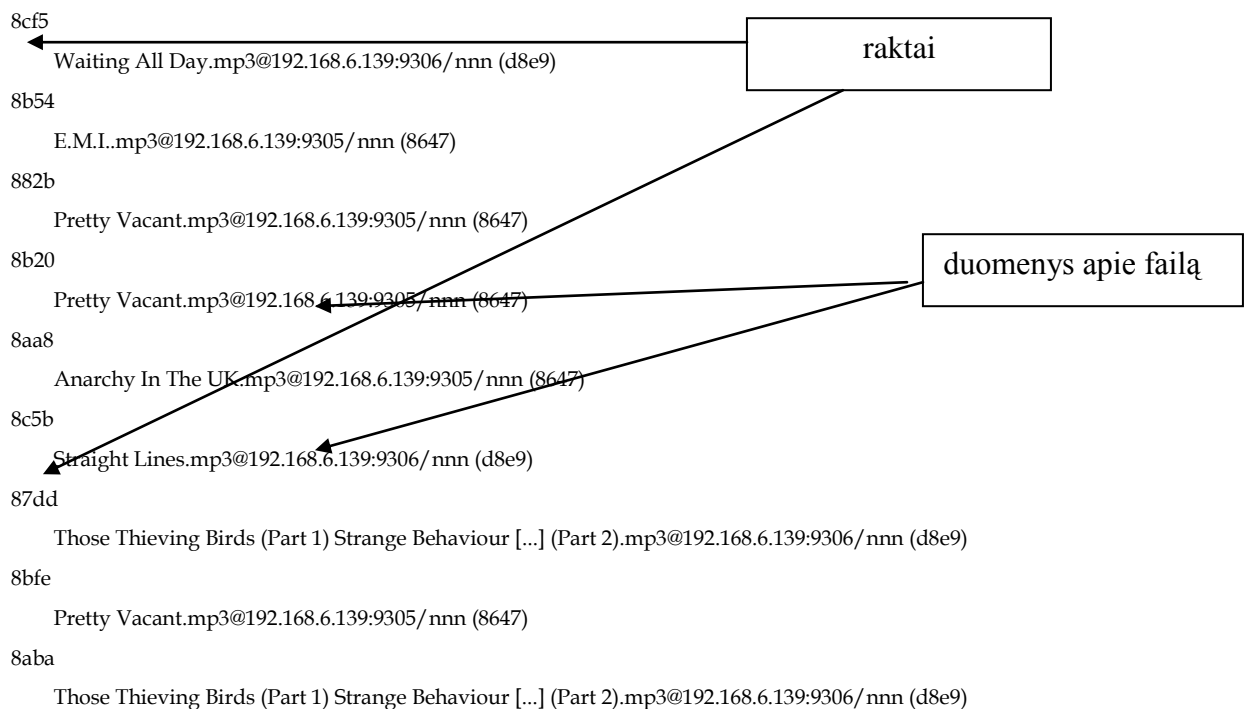 8cf5
raktai
Waiting All Day.mp3@192.168.6.139:9306/nnn (d8e9)
8b54
E.M.I..mp3@192.168.6.139:9305/nnn (8647)
882b
Pretty Vacant.mp3@192.168.6.139:9305/nnn (8647)
8b20
duomenys apie failą
Pretty Vacant.mp3@192.168.6.139:9305/nnn (8647)
8aa8
Anarchy In The UK.mp3@192.168.6.139:9305/nnn (8647)
8c5b
Straight Lines.mp3@192.168.6.139:9306/nnn (d8e9)
87dd
Those Thieving Birds (Part 1) Strange Behaviour [...] (Part 2).mp3@192.168.6.139:9306/nnn (d8e9)
8bfe
Pretty Vacant.mp3@192.168.6.139:9305/nnn (8647)
8aba
Those Thieving Birds (Part 1) Strange Behaviour [...] (Part 2).mp3@192.168.6.139:9306/nnn (d8e9)